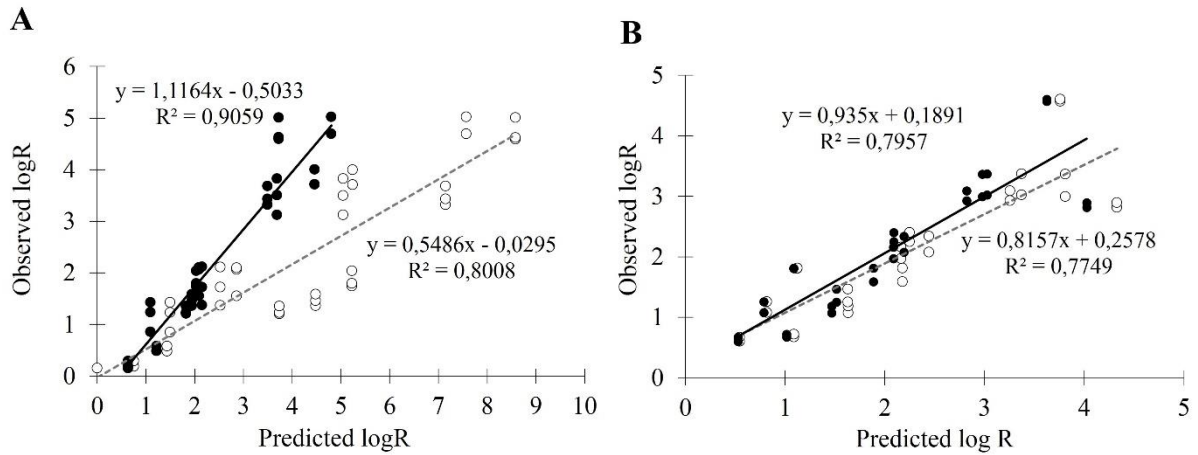 A
Observed logR
6
5
4
3
2
1
0
y = 1,1164x - 0,5033
R² = 0,9059
y = 0,5486x - 0,0295
R² = 0,8008
0 1 2 3 4 5 6 7 8 9 10
Predicted logR
B
Observed logR
5
4
3
2
1
0
y = 0,935x + 0,1891
R² = 0,7957
y = 0,8157x + 0,2578
R² = 0,7749
0 1 2 3 4 5
Predicted log R